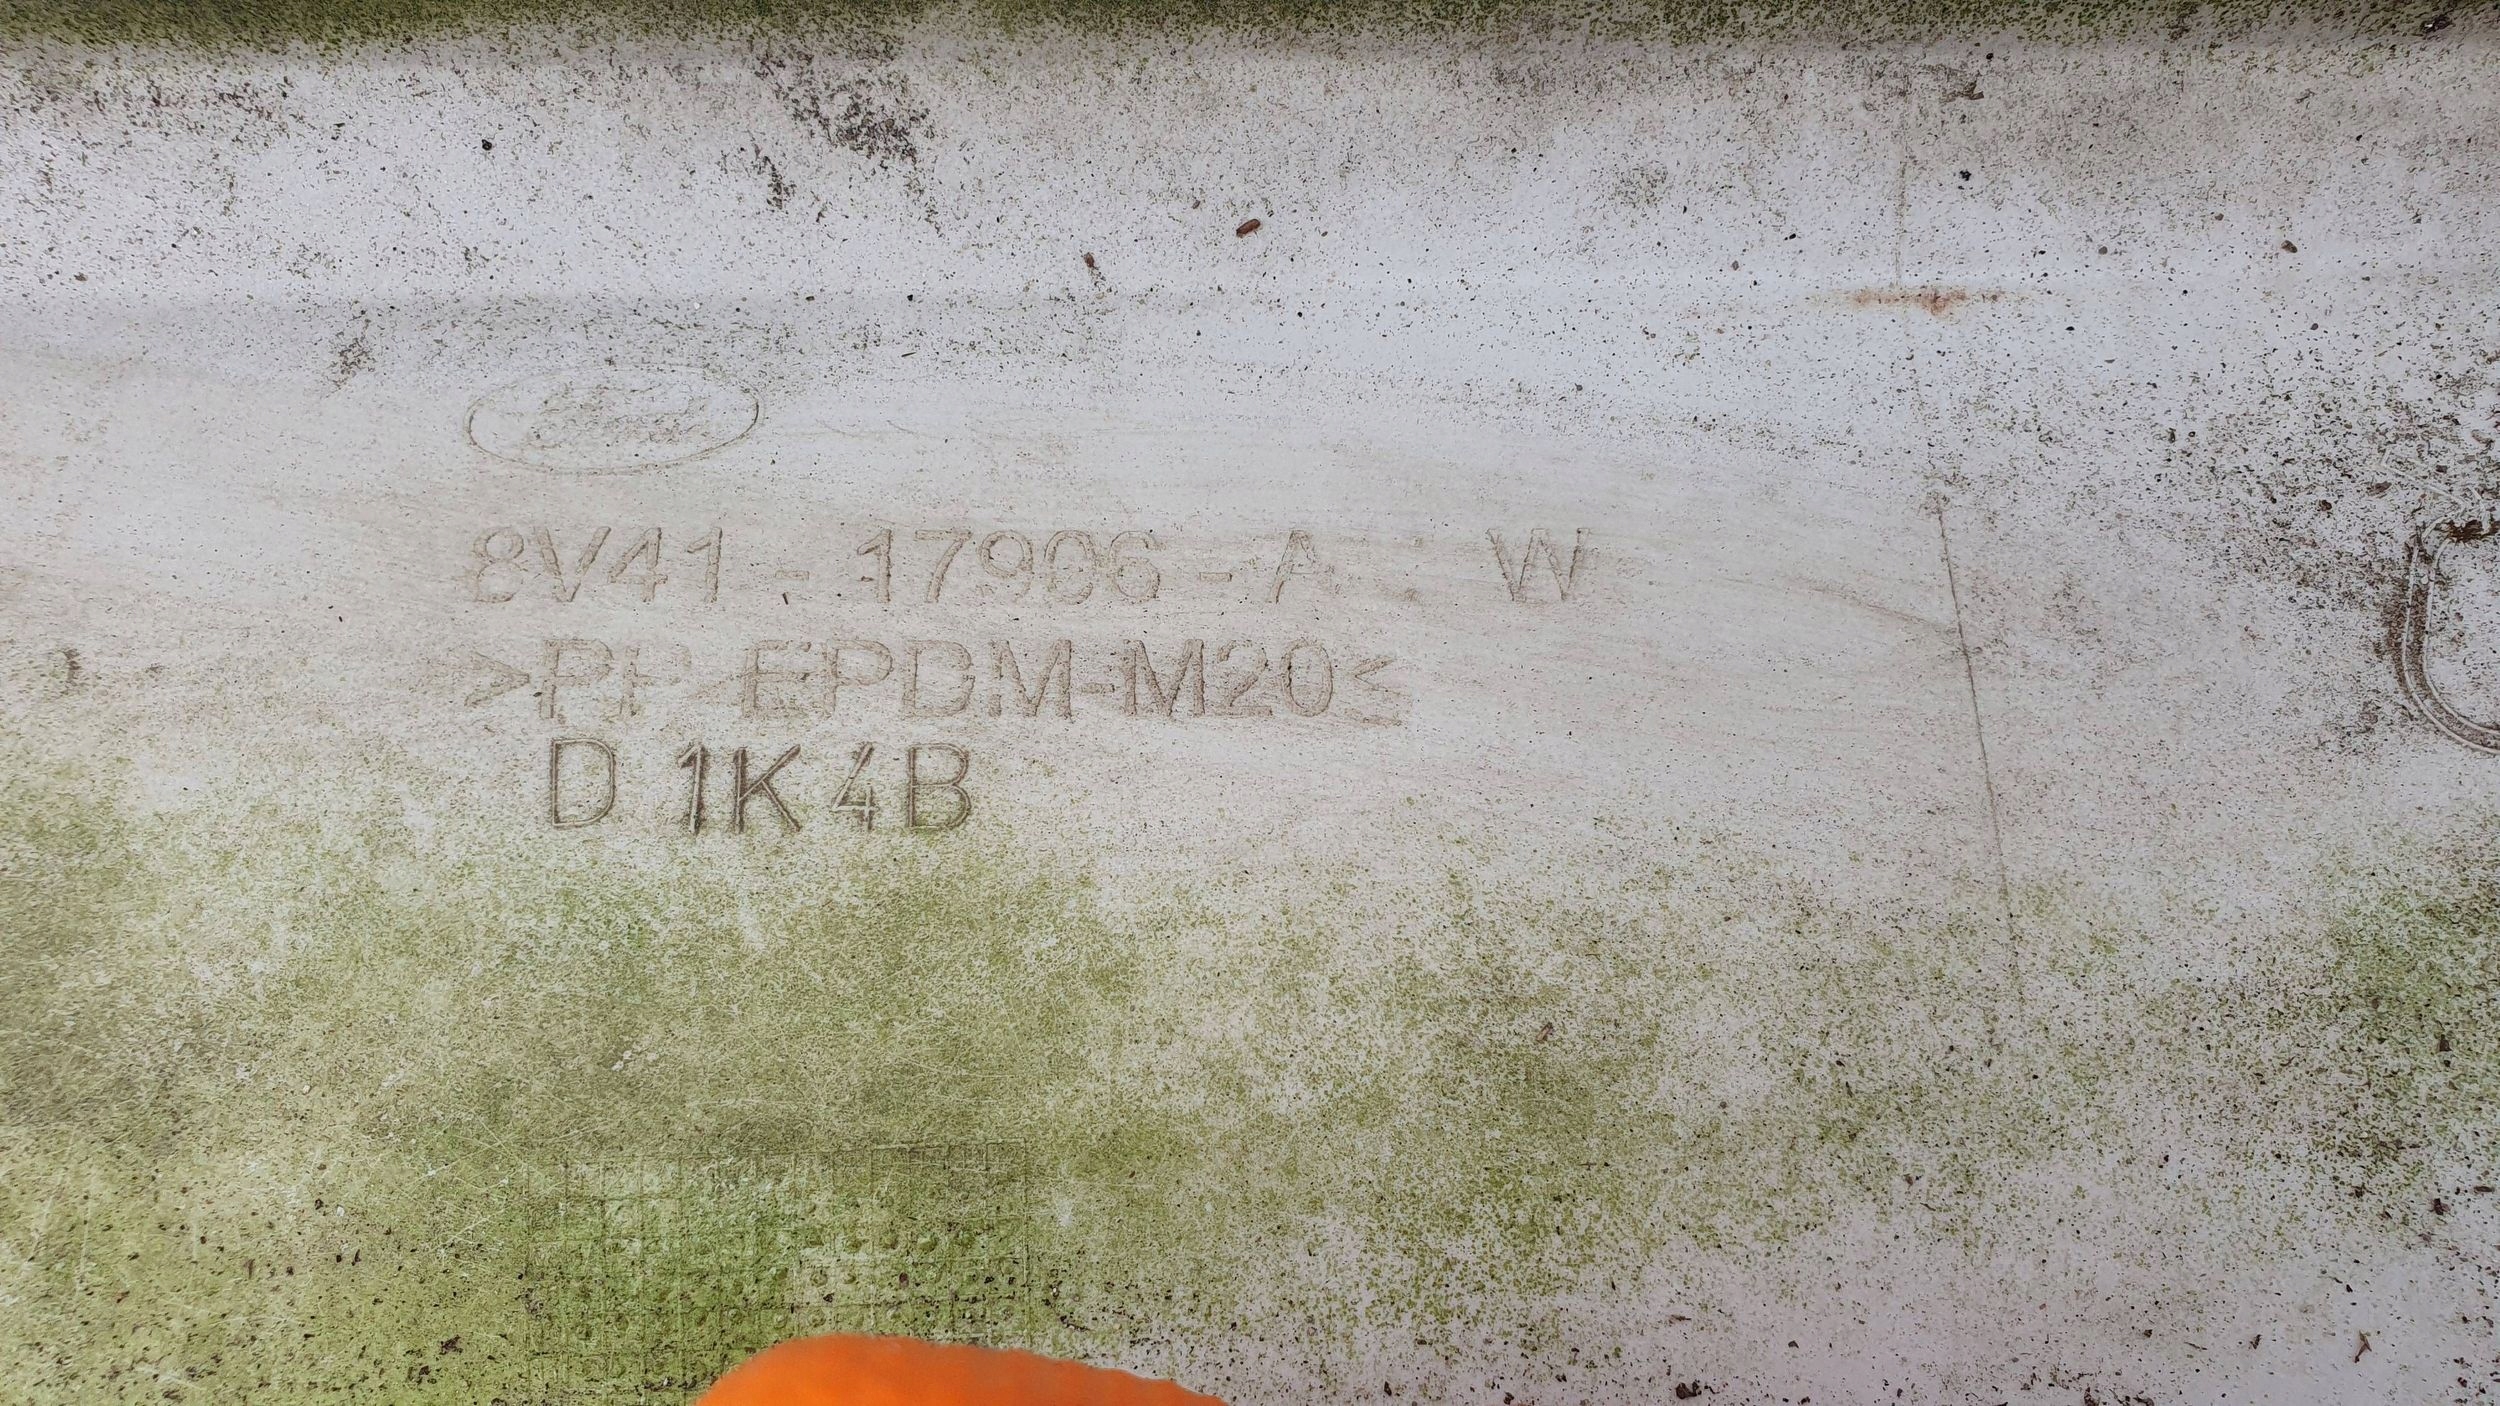 8V41 - 17906 - A - W
>PP/EPDM-M20<
D 1K4B